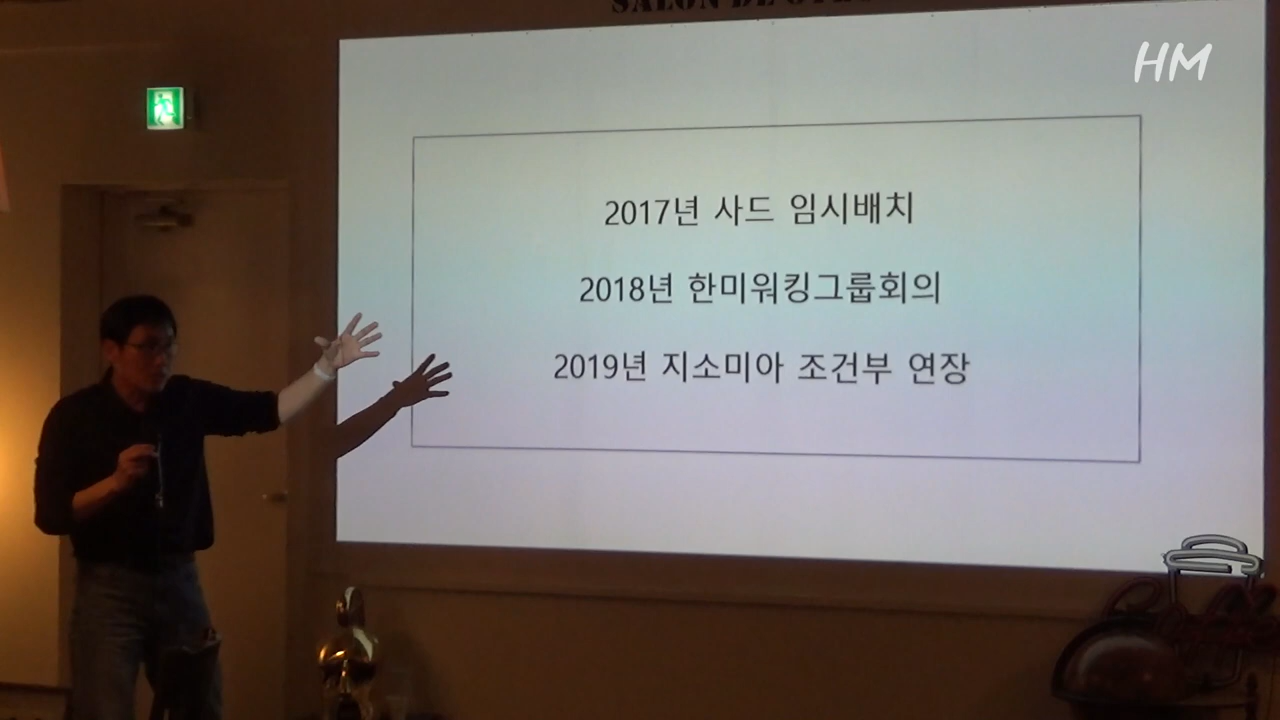 SALON DE
HM
2017년 사드 임시배치
2018년 한미워킹그룹회의
2019년 지소미아 조건부 연장